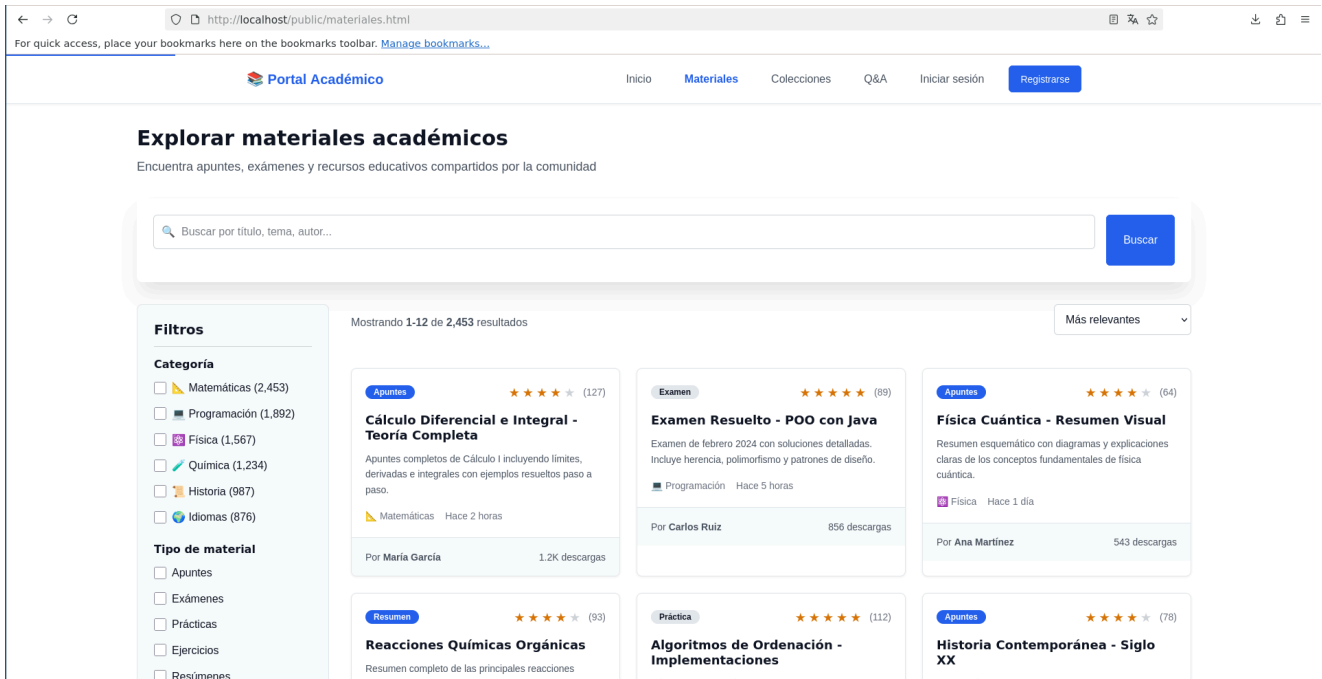 http://localhost/public/materiales.html
For quick access, place your bookmarks here on the bookmarks toolbar. Manage bookmarks...
Portal Académico
Inicio
Materiales
Colecciones
Q&A
Iniciar sesión
Registrarse
Explorar materiales académicos
Encuentra apuntes, exámenes y recursos educativos compartidos por la comunidad
Buscar por título, tema, autor...
Buscar
Filtros
Categoría
Matemáticas (2,453)
Programación (1,892)
Física (1,567)
Química (1,234)
Historia (987)
Idiomas (876)
Tipo de material
Apuntes
Exámenes
Prácticas
Ejercicios
Resúmenes
Mostrando 1-12 de 2,453 resultados
Más relevantes
Apuntes
★★★★★ (127)
Cálculo Diferencial e Integral -
Teoría Completa
Apuntes completos de Cálculo I incluyendo límites,
derivadas e integrales con ejemplos resueltos paso a
paso.
Matemáticas Hace 2 horas
Por María García
1.2K descargas
Examen
★★★★★ (89)
Examen Resuelto - POO con Java
Examen de febrero 2024 con soluciones detalladas.
Incluye herencia, polimorfismo y patrones de diseño.
Programación Hace 5 horas
Por Carlos Ruiz
856 descargas
Apuntes
★★★★★ (64)
Física Cuántica - Resumen Visual
Resumen esquemático con diagramas y explicaciones
claras de los conceptos fundamentales de física
cuántica.
Física Hace 1 día
Por Ana Martínez
543 descargas
Resumen
★★★★★ (93)
Reacciones Químicas Orgánicas
Resumen completo de las principales reacciones
Práctica
★★★★★ (112)
Algoritmos de Ordenación -
Implementaciones
Apuntes
★★★★★ (78)
Historia Contemporánea - Siglo
XX